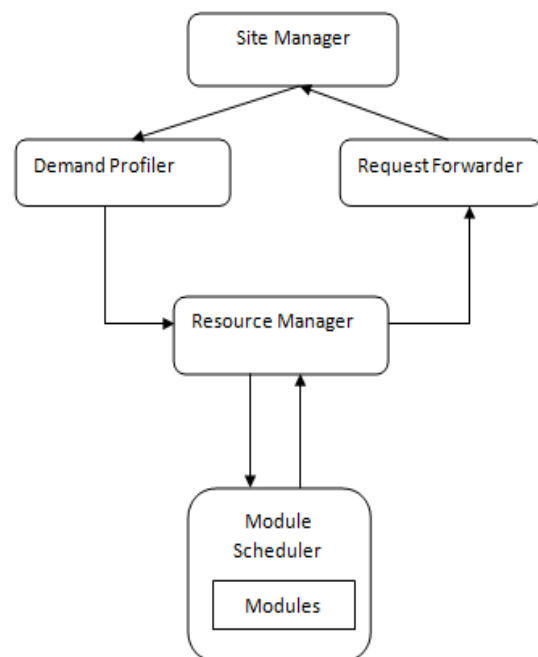 Site Manager
Demand Profiler
Request Forwarder
Resource Manager
Module
Scheduler
Modules